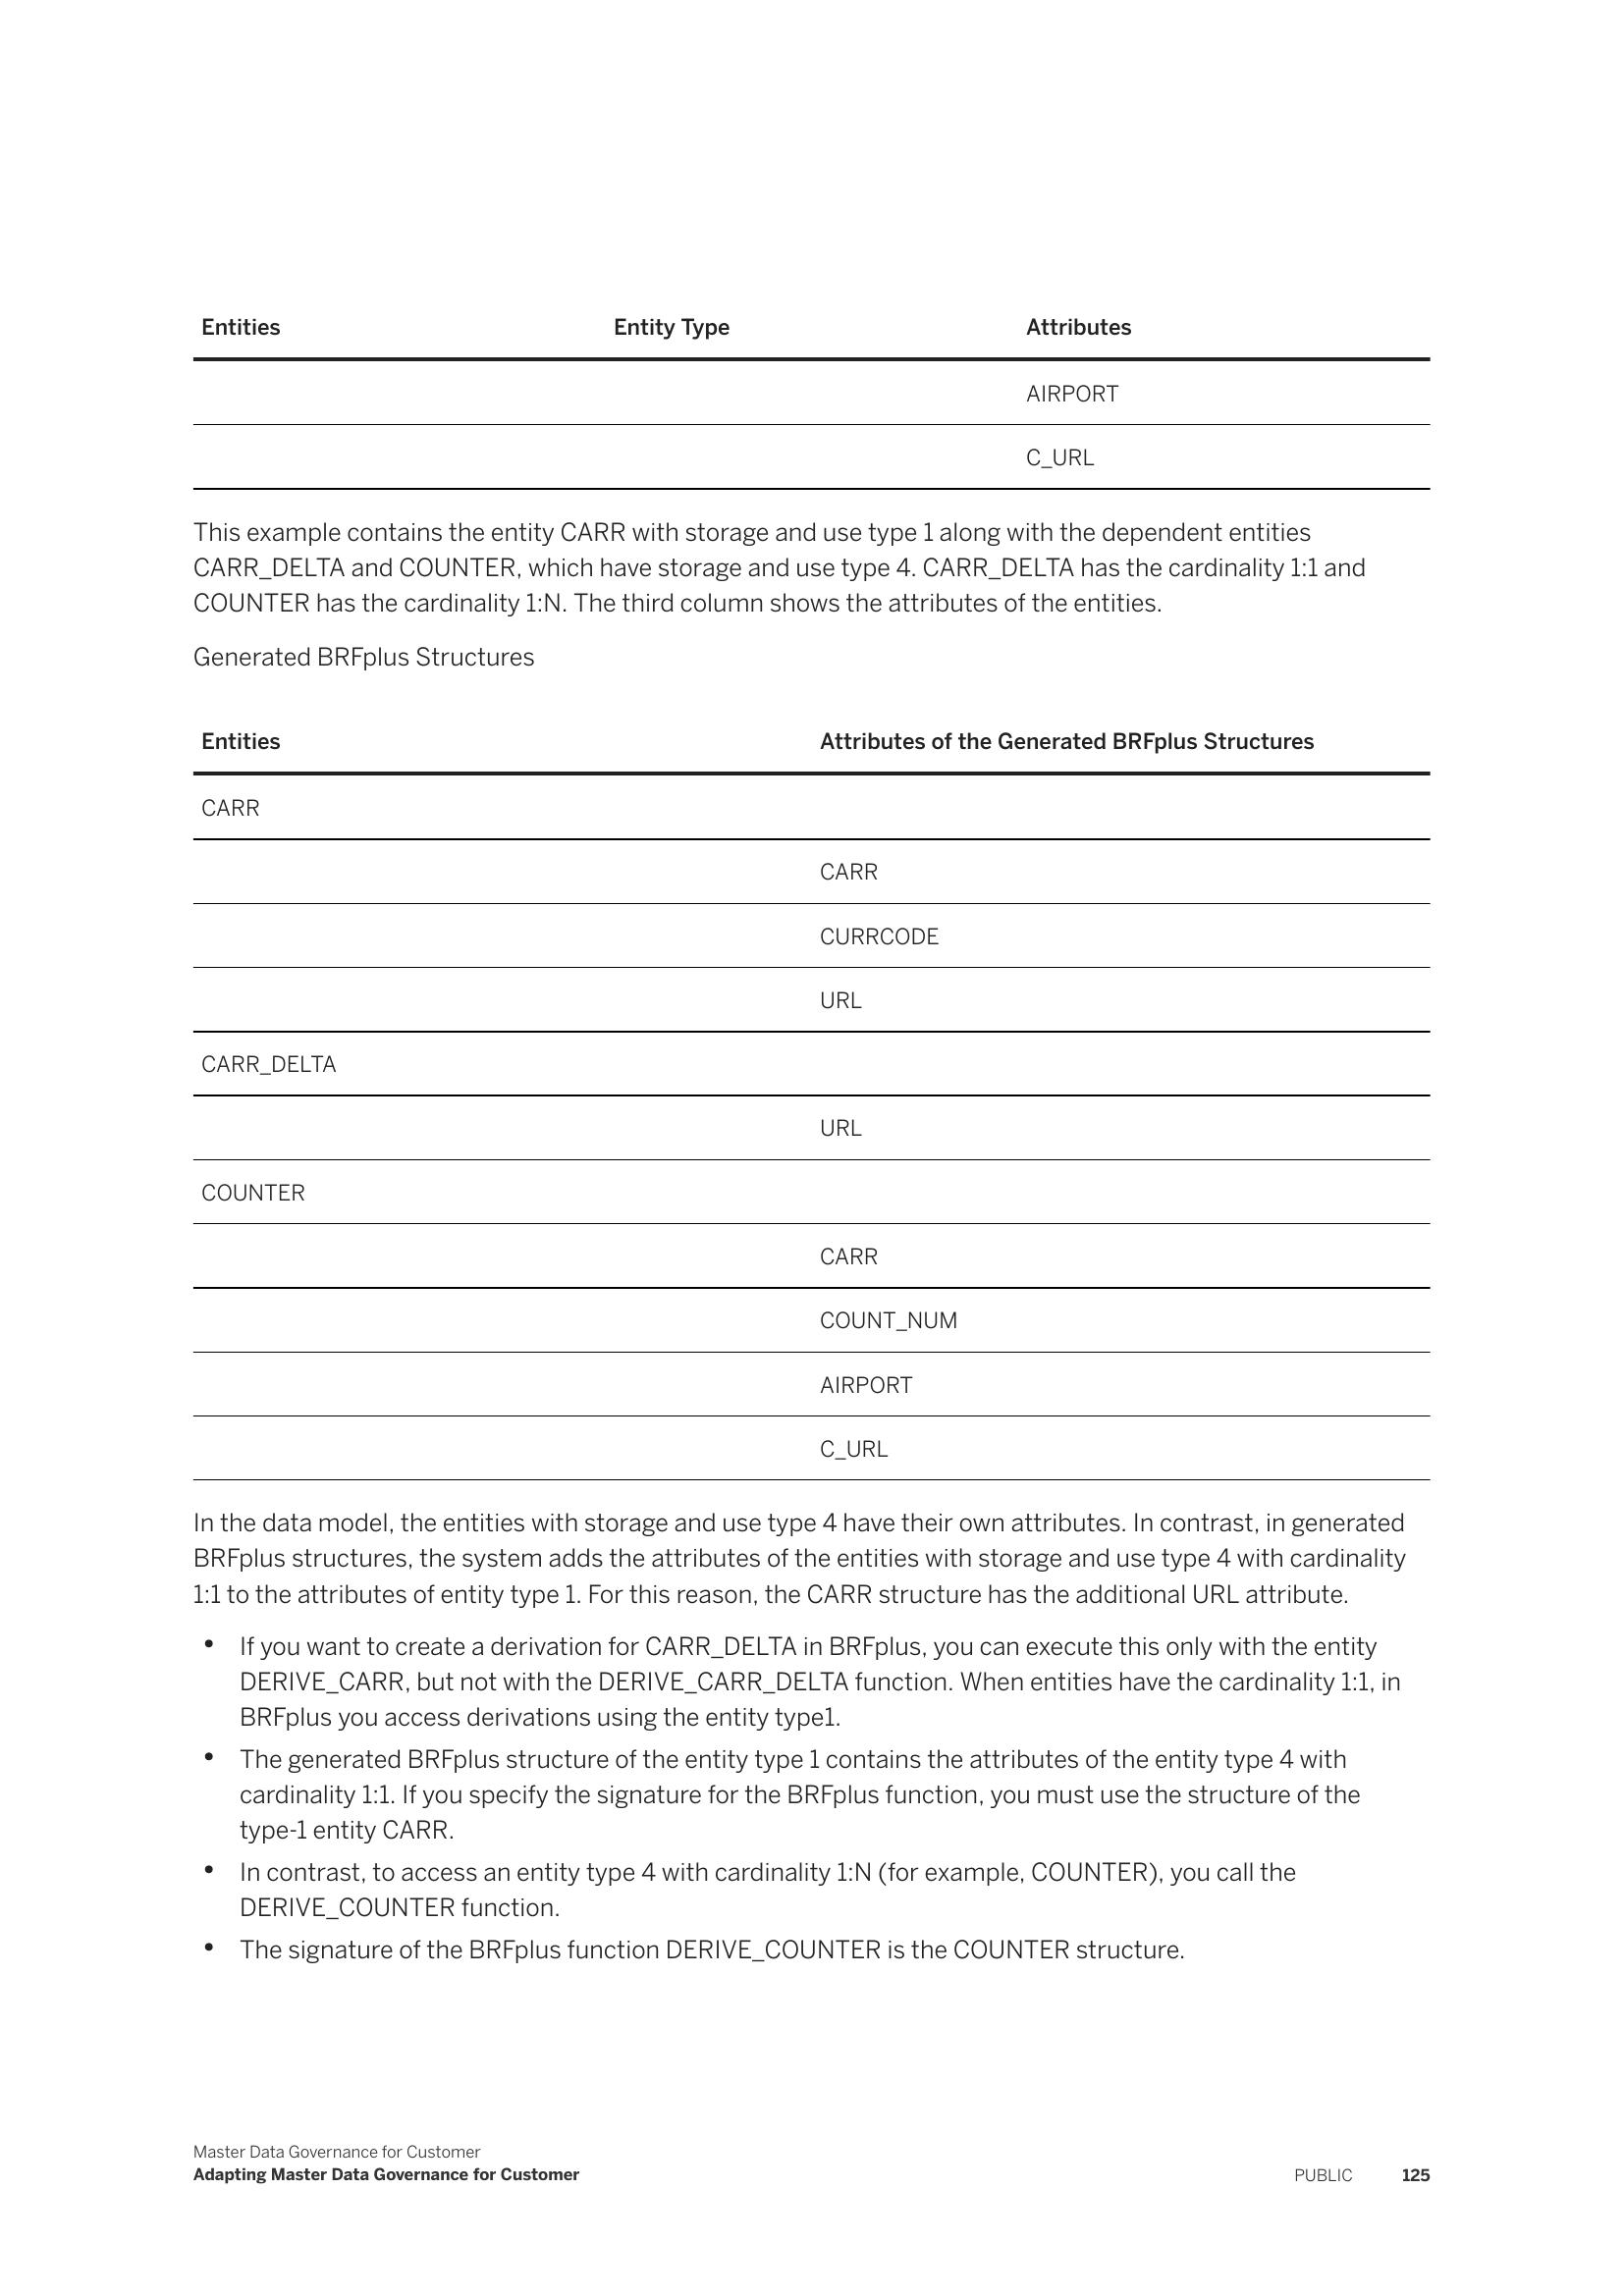 Entities Entity Type Attributes
AIRPORT
C_URL
This example contains the entity CARR with storage and use type 1 along with the dependent entities
CARR_DELTA and COUNTER, which have storage and use type 4. CARR_DELTA has the cardinality 1:1 and
COUNTER has the cardinality 1:N. The third column shows the attributes of the entities.
Generated BRFplus Structures
Entities Attributes of the Generated BRFplus Structures
CARR
CARR
CURRCODE
URL
CARR_DELTA
URL
COUNTER
CARR
COUNT_NUM
AIRPORT
C_URL
In the data model, the entities with storage and use type 4 have their own attributes. In contrast, in generated
BRFplus structures, the system adds the attributes of the entities with storage and use type 4 with cardinality
1:1 to the attributes of entity type 1. For this reason, the CARR structure has the additional URL attribute.
• If you want to create a derivation for CARR_DELTA in BRFplus, you can execute this only with the entity
DERIVE_CARR, but not with the DERIVE_CARR_DELTA function. When entities have the cardinality 1:1, in
BRFplus you access derivations using the entity type1.
• The generated BRFplus structure of the entity type 1 contains the attributes of the entity type 4 with
cardinality 1:1. If you specify the signature for the BRFplus function, you must use the structure of the
type-1 entity CARR.
• In contrast, to access an entity type 4 with cardinality 1:N (for example, COUNTER), you call the
DERIVE_COUNTER function.
• The signature of the BRFplus function DERIVE_COUNTER is the COUNTER structure.
Master Data Governance for Customer
Adapting Master Data Governance for Customer PUBLIC 125